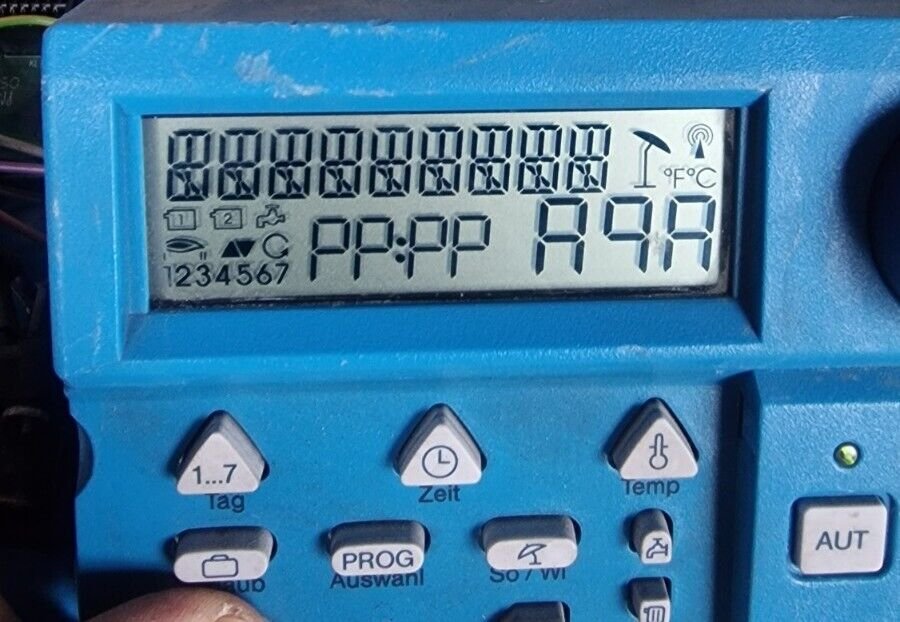 °F°C
1 2
PP:PP A9A
1234567
1...7
Tag
Zeit
Temp
PROG
AUT
Auswahl
So / Wi